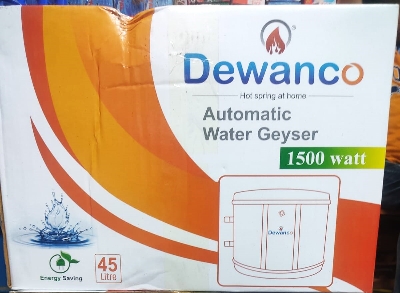 ®
Dewanco
Hot spring at home
Automatic
Water Geyser
1500 watt
Dewanco
Energy Saving
45
Litre